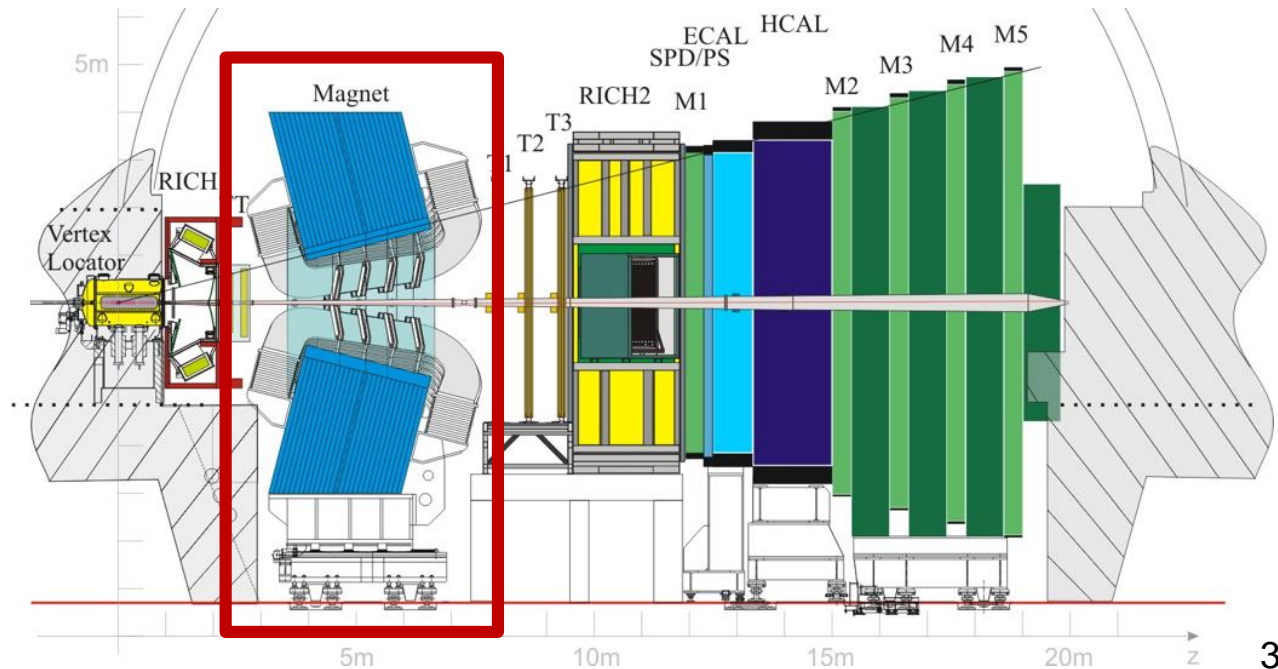 5m
Magnet
Vertex
Locator
RICH
T1
T2
T3
RICH2
M1
SPD/PS
ECAL
HCAL
M2
M3
M4
M5
5m
10m
15m
20m
z
3